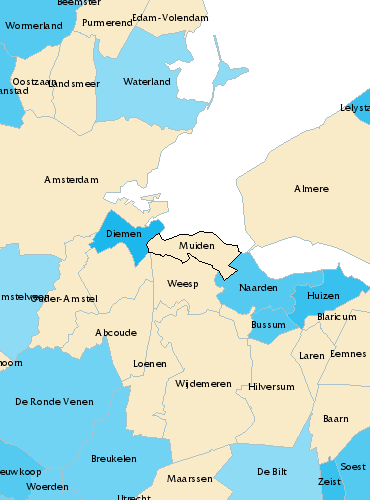 Beemster
Edam-Volendam
Purmerend
Wormerland
Oostzaan
Landsmeer
Waterland
anstad
Lelysta
Amsterdam
Almere
Diemen
Muiden
Weesp
Naarden
Huizen
mstelveen
Ouder-Amstel
Blaricum
Bussum
Abcoude
Laren
Eemnes
hoorn
Loenen
Wijdemeren
Hilversum
De Ronde Venen
Baarn
Breukelen
Soest
euwkoop
De Bilt
Maarssen
Zeist
Woerden
Utrecht